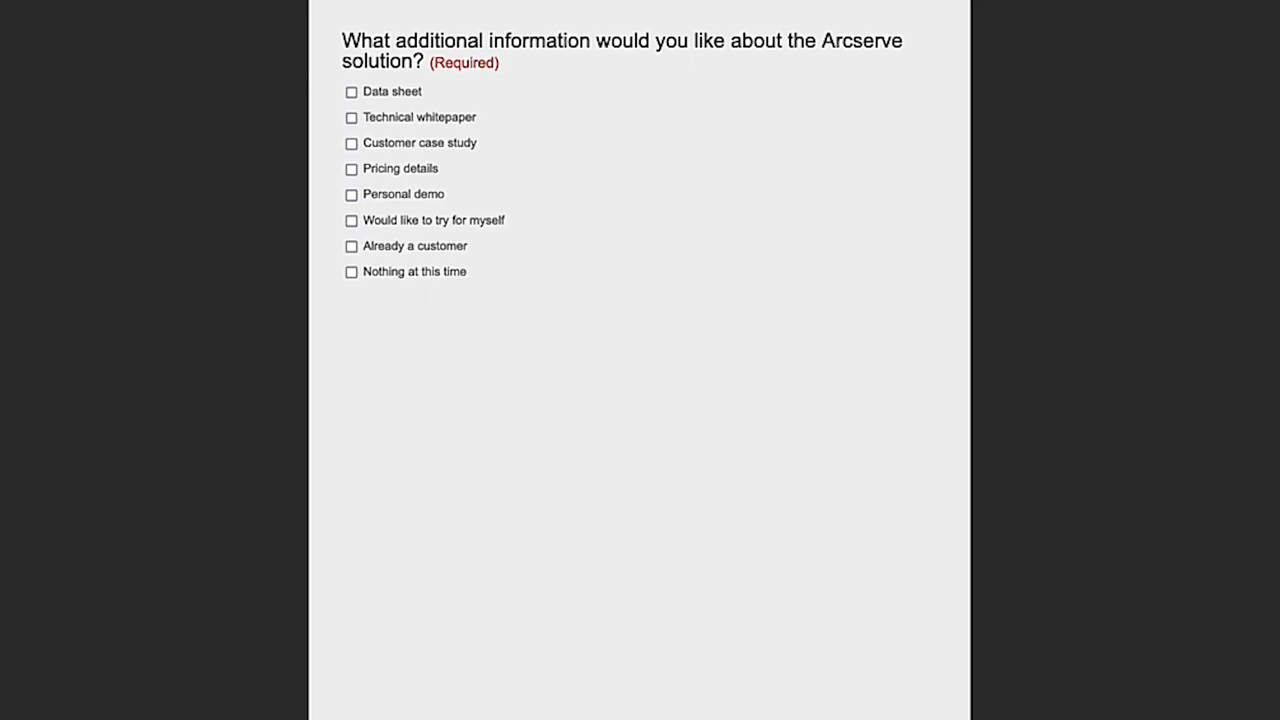 What additional information would you like about the Arcserve
solution? (Required)
Data sheet
Technical whitepaper
Customer case study
Pricing details
Personal demo
Would like to try for myself
Already a customer
Nothing at this time